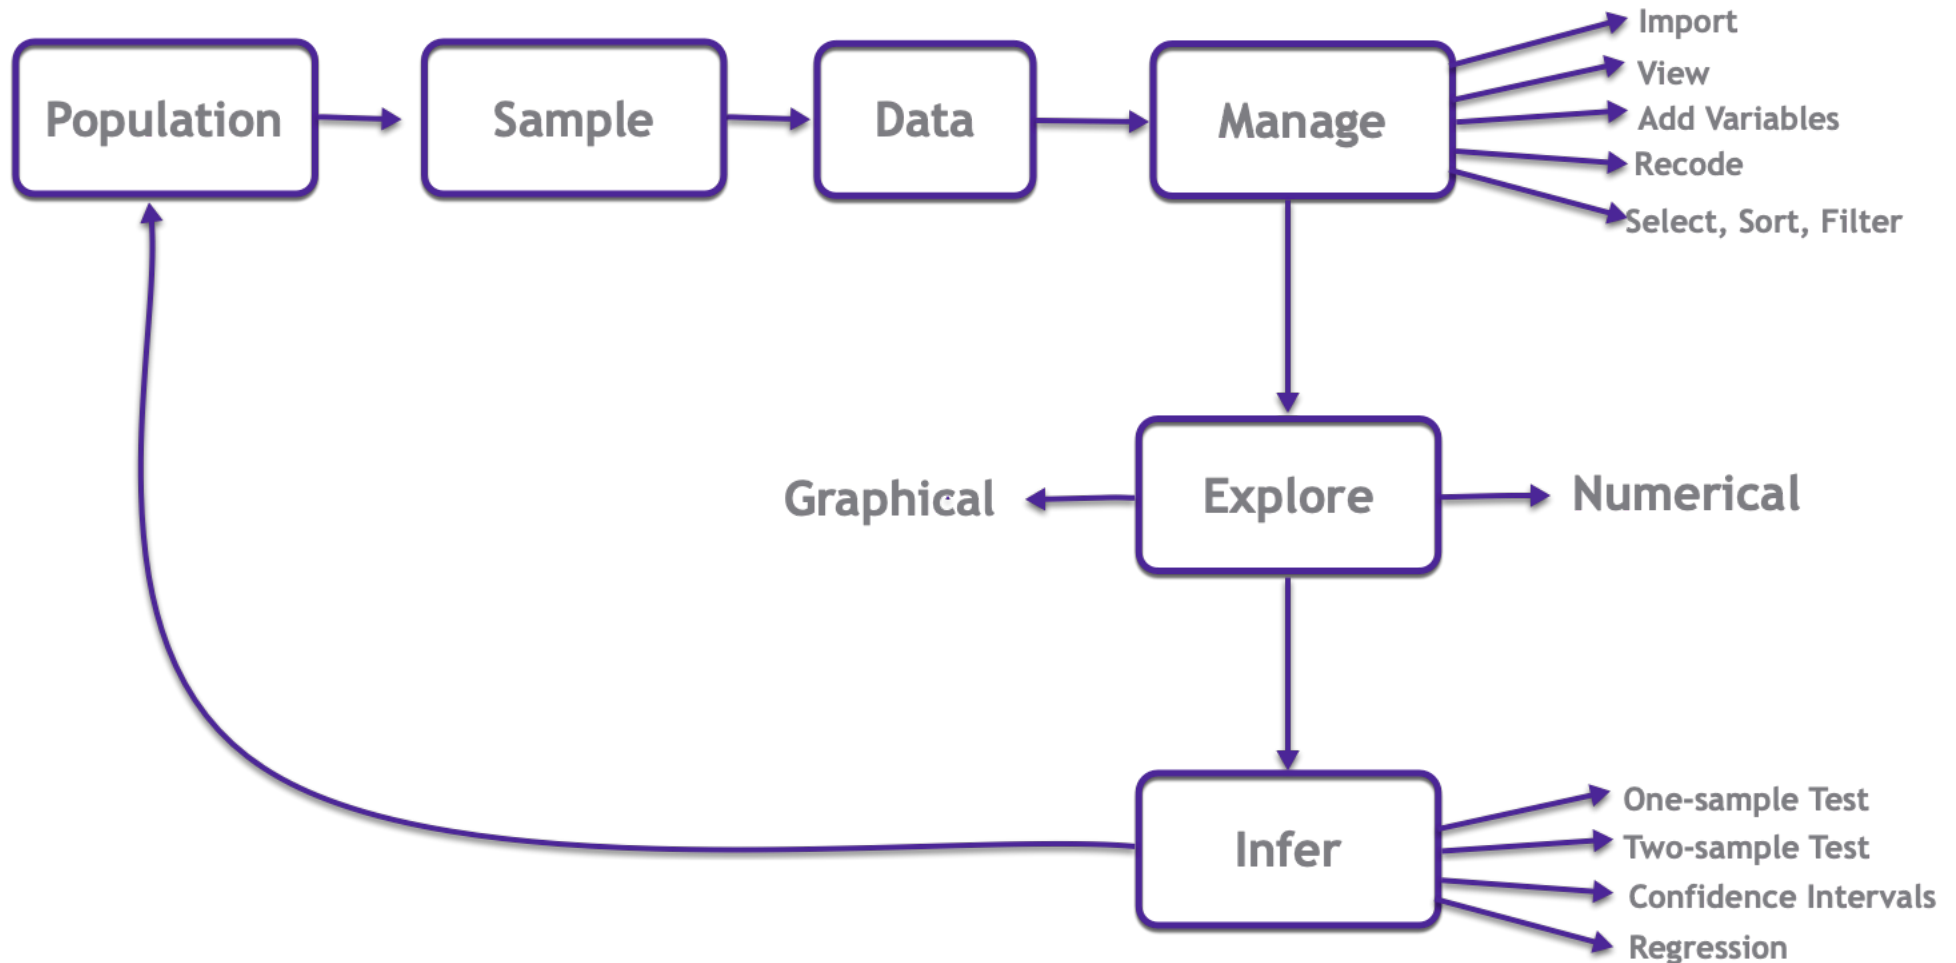 Population
Sample
Data
Manage
Import
View
Add Variables
Recode
Select, Sort, Filter
Graphical
Explore
Numerical
Infer
One-sample Test
Two-sample Test
Confidence Intervals
Regression